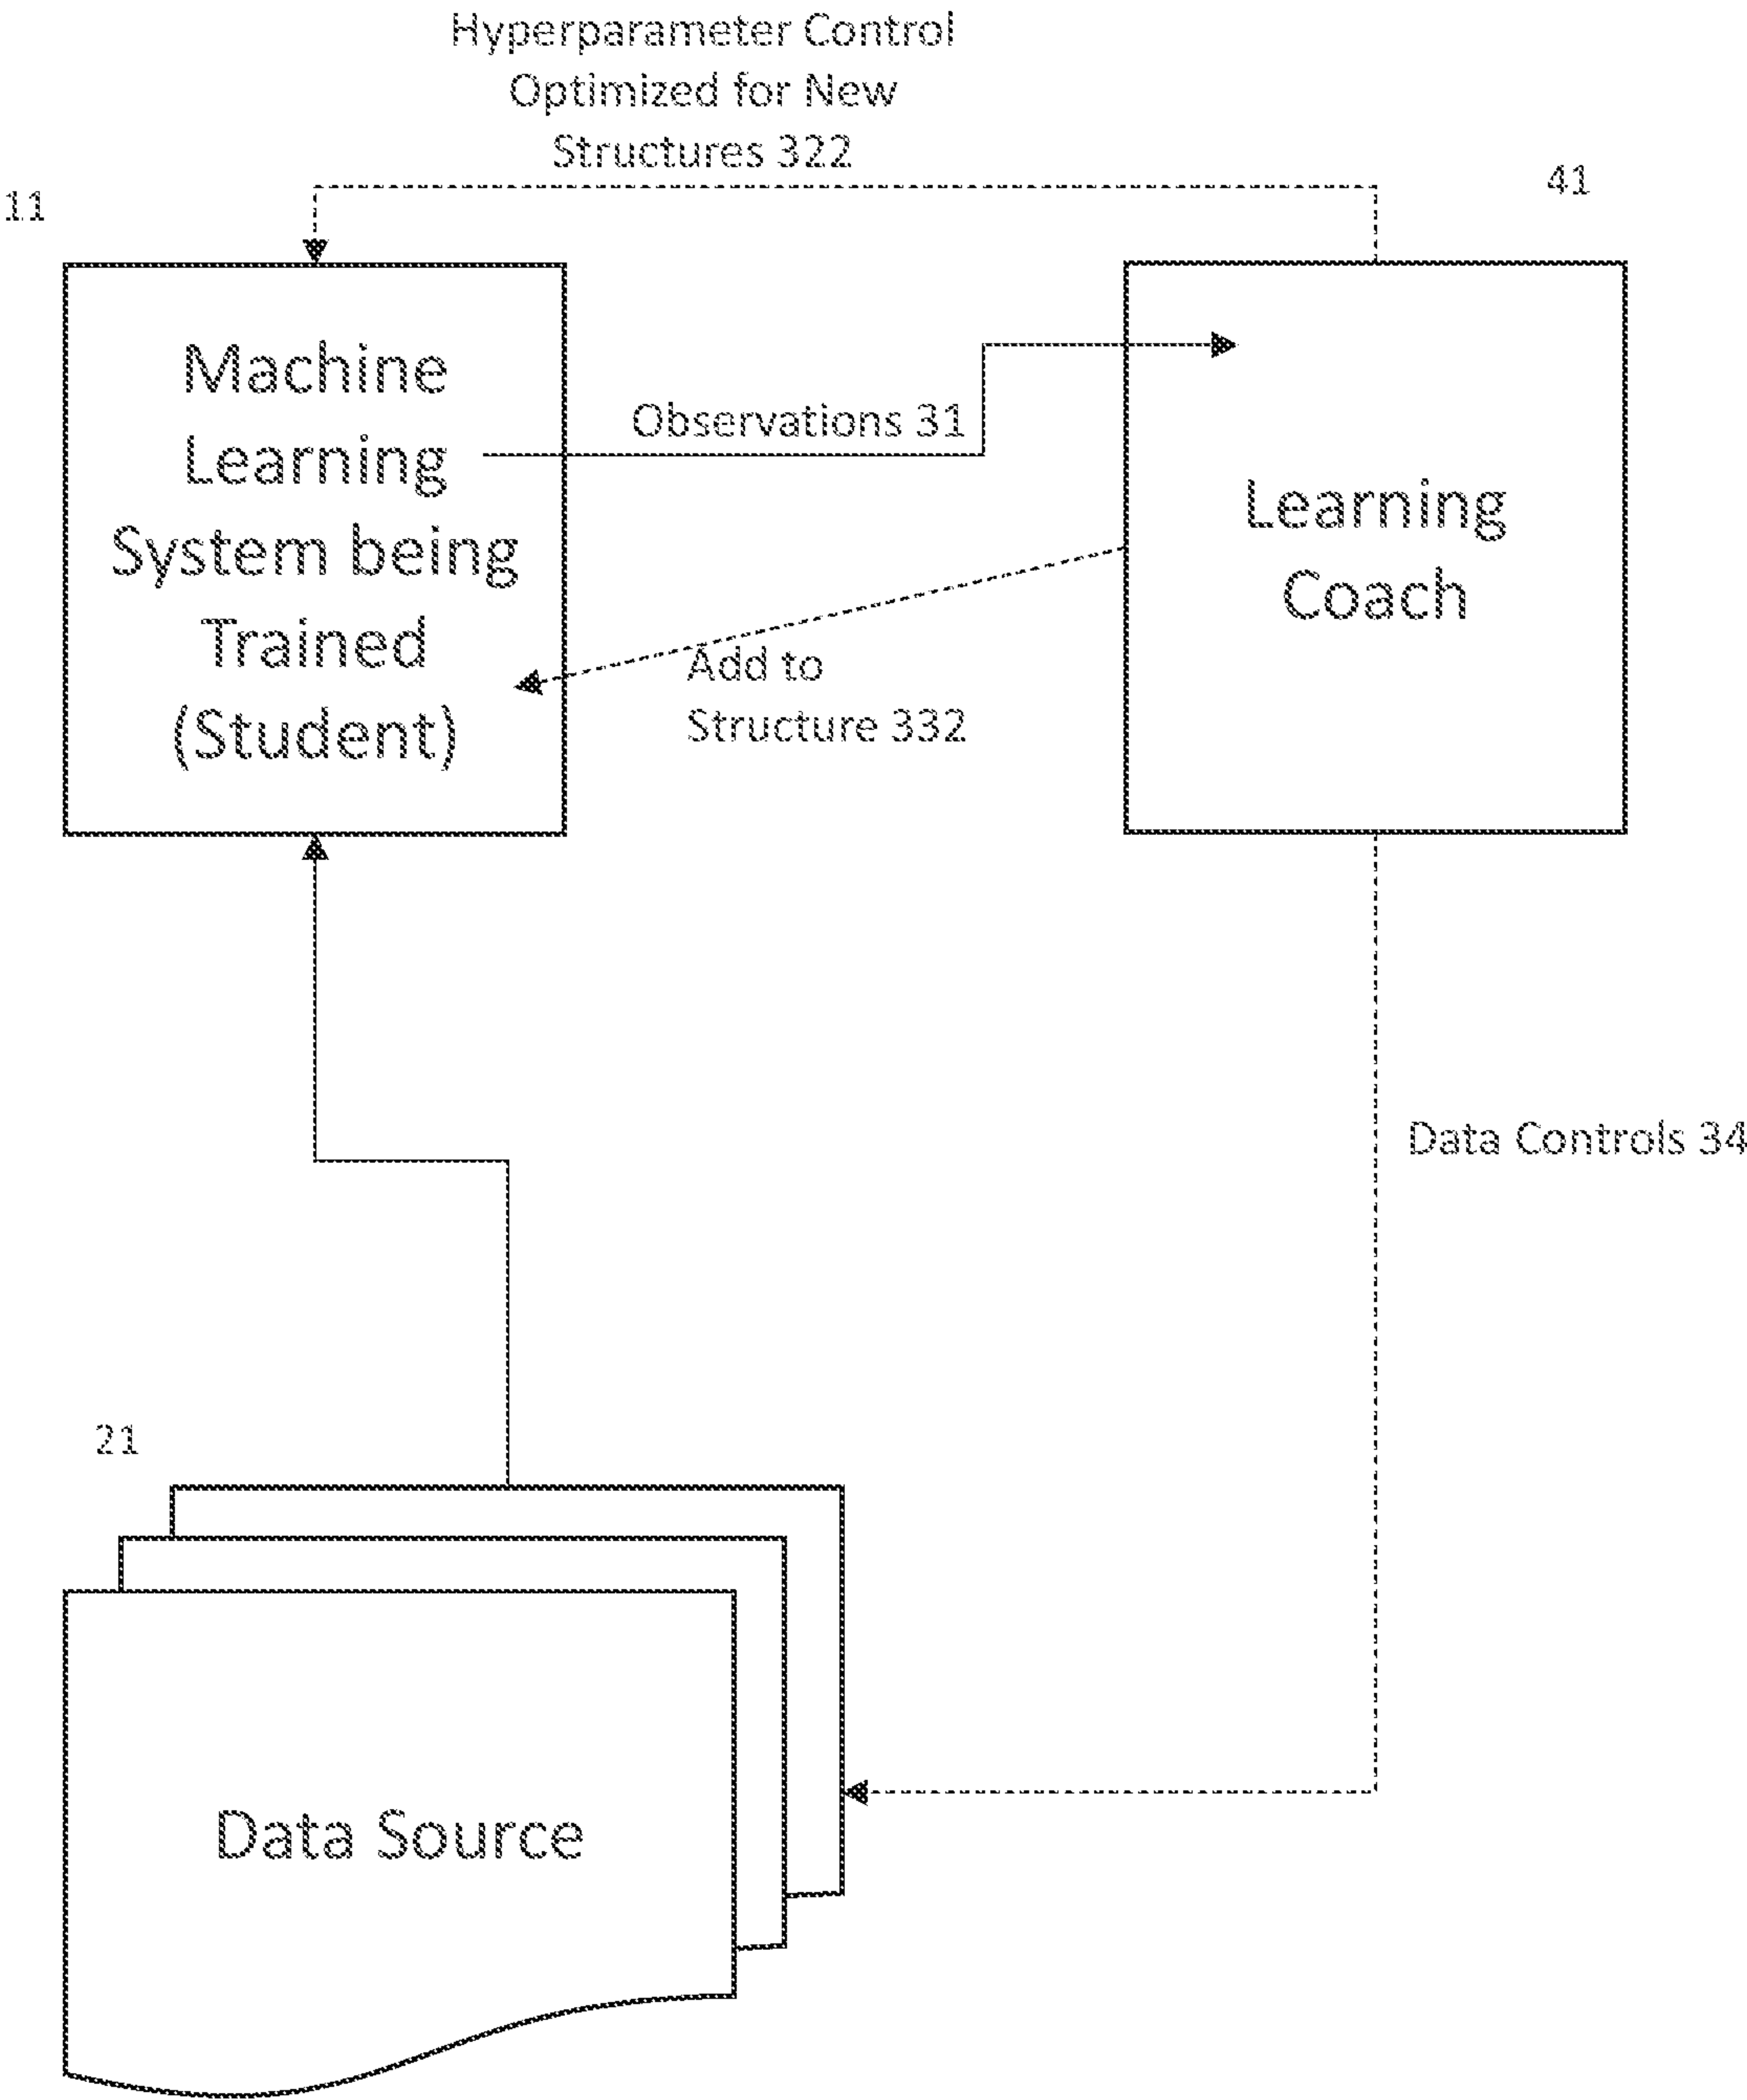 Hyperparameter Control
Optimized for New
Structures 322
11
41
Machine
Learning
System being
Trained
(Student)
Observations 31
Learning
Coach
Add to
Structure 332
Data Controls 34
21
Data Source